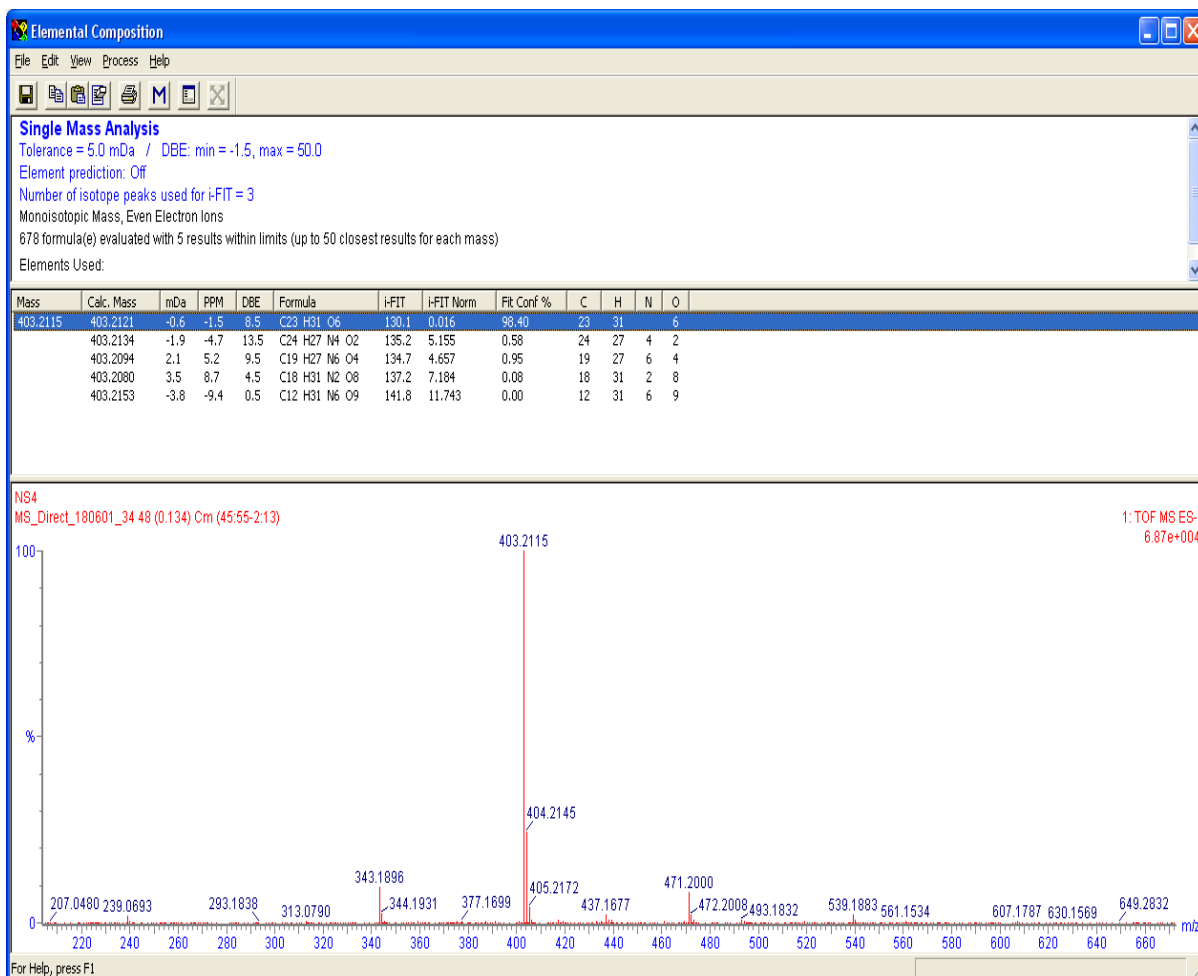 Elemental Composition
File Edit View Process Help
M
Single Mass Analysis
Tolerance = 5.0 mDa / DBE: min = -1.5, max = 50.0
Element prediction: Off
Number of isotope peaks used for i-FIT = 3
Monoisotopic Mass, Even Electron Ions
678 formula(e) evaluated with 5 results within limits (up to 50 closest results for each mass)
Elements Used:
Mass Calc. Mass mDa PPM DBE Formula i-FIT i-FIT Norm Fit Conf % C H N O
403.2115 403.2121 -0.6 -1.5 8.5 C23 H31 O6 130.1 0.016 98.40 23 31 6
403.2134 -1.9 -4.7 13.5 C24 H27 N4 O2 135.2 5.155 0.58 24 27 4 2
403.2094 2.1 5.2 9.5 C19 H27 N6 O4 134.7 4.657 0.95 19 27 6 4
403.2080 3.5 8.7 4.5 C18 H31 N2 O8 137.2 7.184 0.08 18 31 2 8
403.2153 -3.8 -9.4 0.5 C12 H31 N6 O9 141.8 11.743 0.00 12 31 6 9
NS4
MS_Direct_180601_34 48 (0.134) Cm (45:55-2:13) 1: TOF MS ES-
6.87e+004
403.2115
100
%
404.2145
343.1896
471.2000
405.2172
207.0480 239.0693 293.1838 313.0790 344.1931 377.1699 437.1677 472.2008 493.1832 539.1883 561.1534 607.1787 630.1569 649.2832
0
m/z
220 240 260 280 300 320 340 360 380 400 420 440 460 480 500 520 540 560 580 600 620 640 660
For Help, press F1